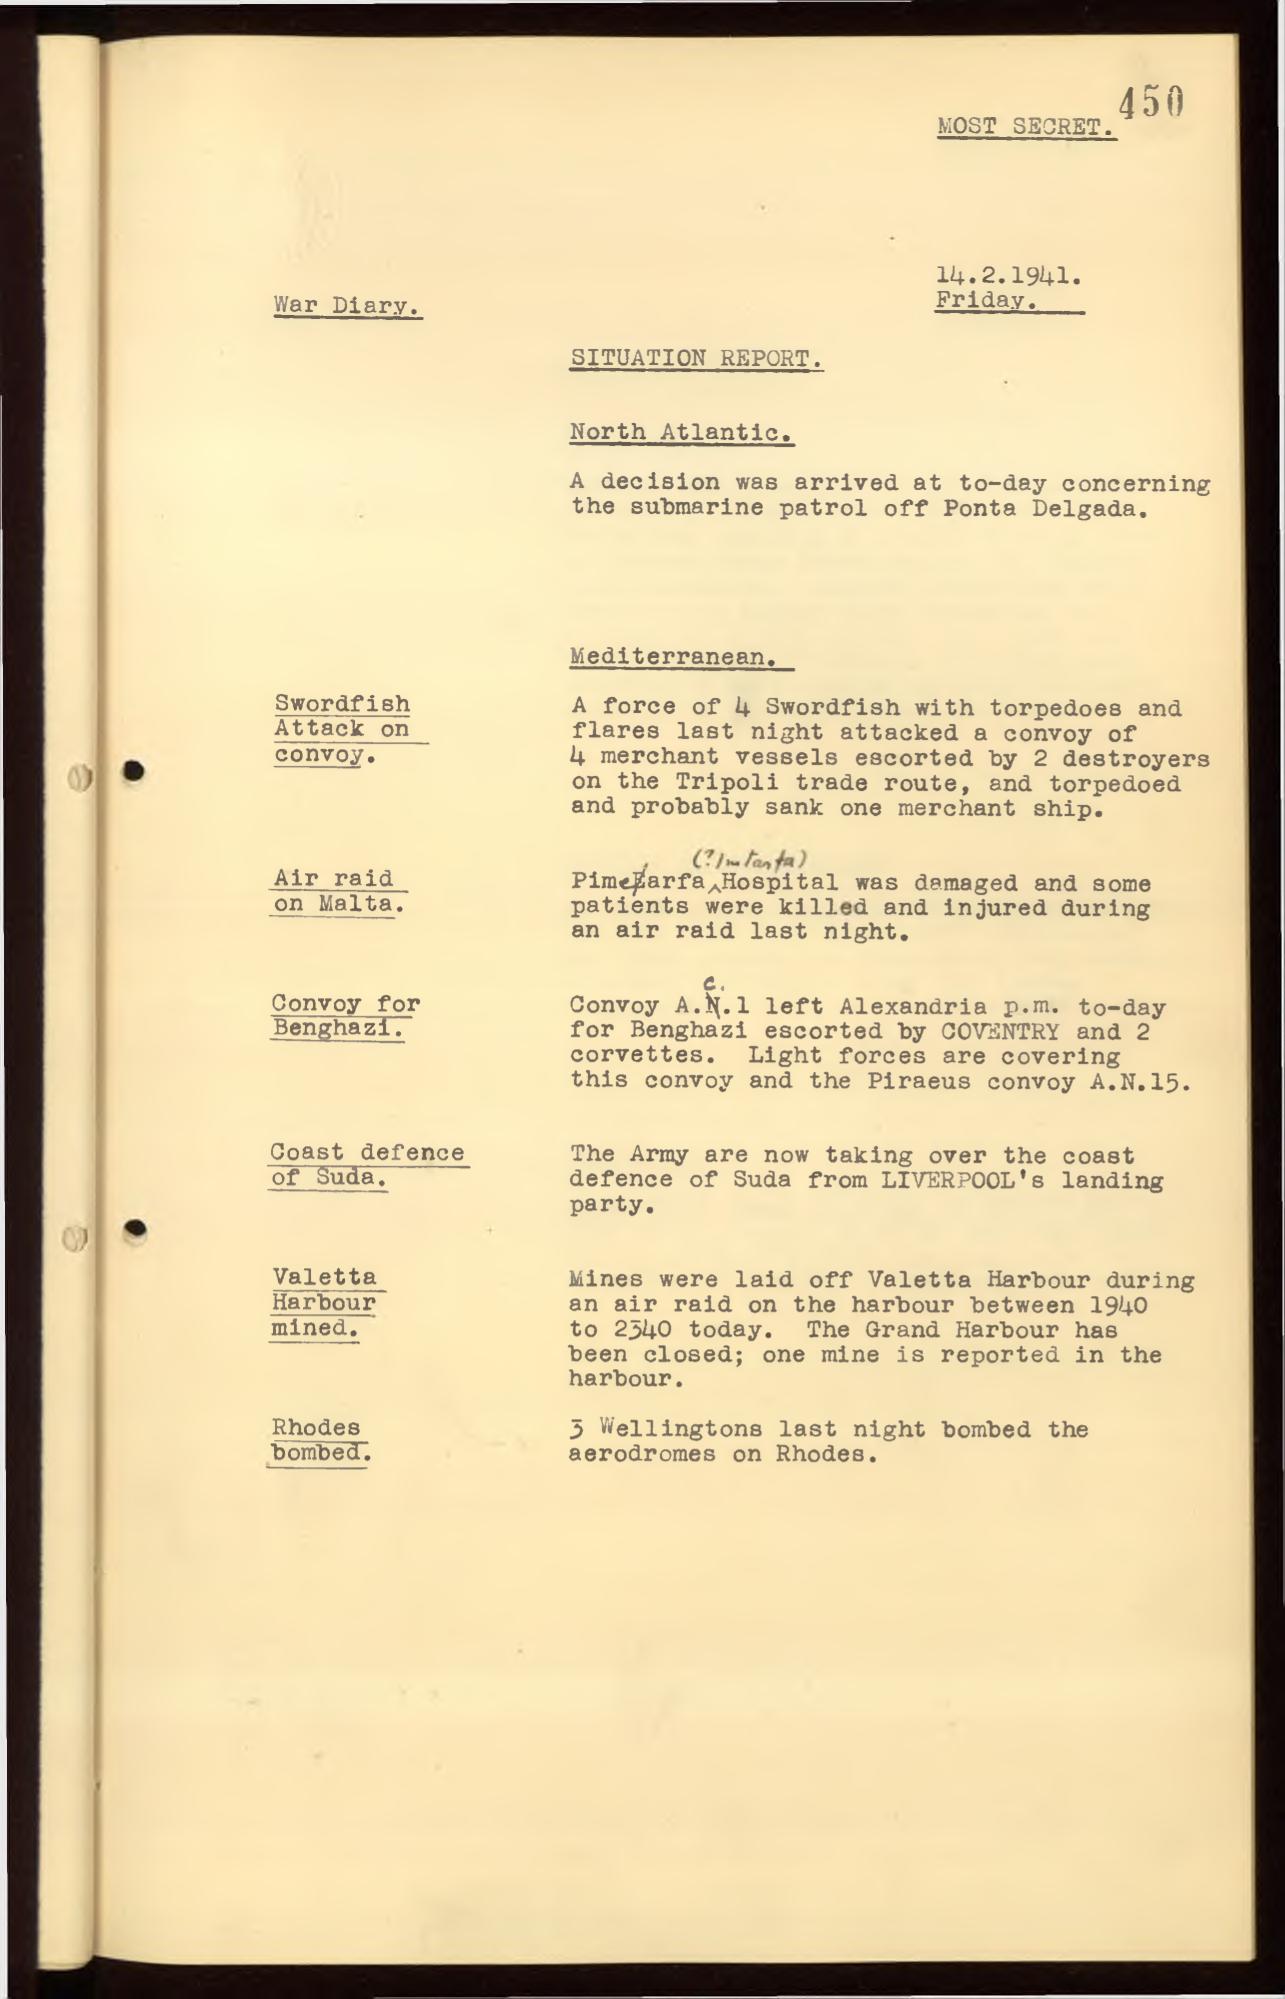 450
MOST SECRET.
14.2.1941.
Friday.
War Diary.
SITUATION REPORT.
North Atlantic.
A decision was arrived at to-day concerning
the submarine patrol off Ponta Delgada.
Mediterranean.
Swordfish
Attack on
convoy.
A force of 4 Swordfish with torpedoes and
flares last night attacked a convoy of
4 merchant vessels escorted by 2 destroyers
on the Tripoli trade route, and torpedoed
and probably sank one merchant ship.
Air raid
on Malta.
(?Imtarfa)
Hospital was damaged and some
patients were killed and injured during
an air raid last night.
Convoy for
Benghazi.
C.
Convoy A.N.1 left Alexandria p.m. to-day
for Benghazi escorted by COVENTRY and 2
corvettes. Light forces are covering
this convoy and the Piraeus convoy A.N.15.
Coast defence
of Suda.
The Army are now taking over the coast
defence of Suda from LIVERPOOL's landing
party.
Valetta
Harbour
mined.
Mines were laid off Valetta Harbour during
an air raid on the harbour between 1940
to 2340 today. The Grand Harbour has
been closed; one mine is reported in the
harbour.
Rhodes
bombed.
3 Wellingtons last night bombed the
aerodromes on Rhodes.